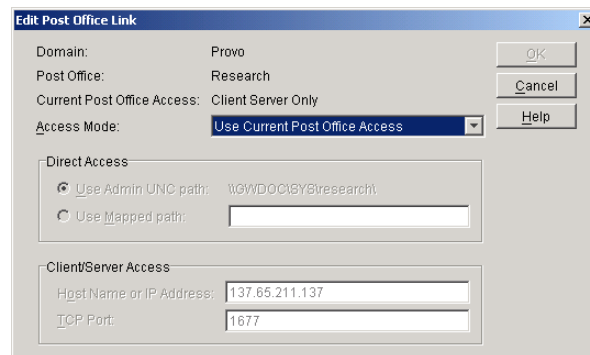 Edit Post Office Link
Domain: Provo
OK
Post Office: Research
Cancel
Current Post Office Access: Client Server Only
Access Mode: Use Current Post Office Access
Help
Direct Access
Use Admin UNC path: \\GWDOC\SYS\research\
Use Mapped path:
Client/Server Access
Host Name or IP Address: 137.65.211.137
TCP Port: 1677